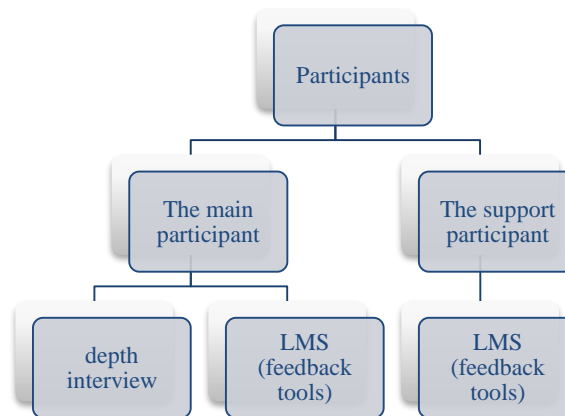 Participants
The main
participant
The support
participant
depth
interview
LMS
(feedback
tools)
LMS
(feedback
tools)